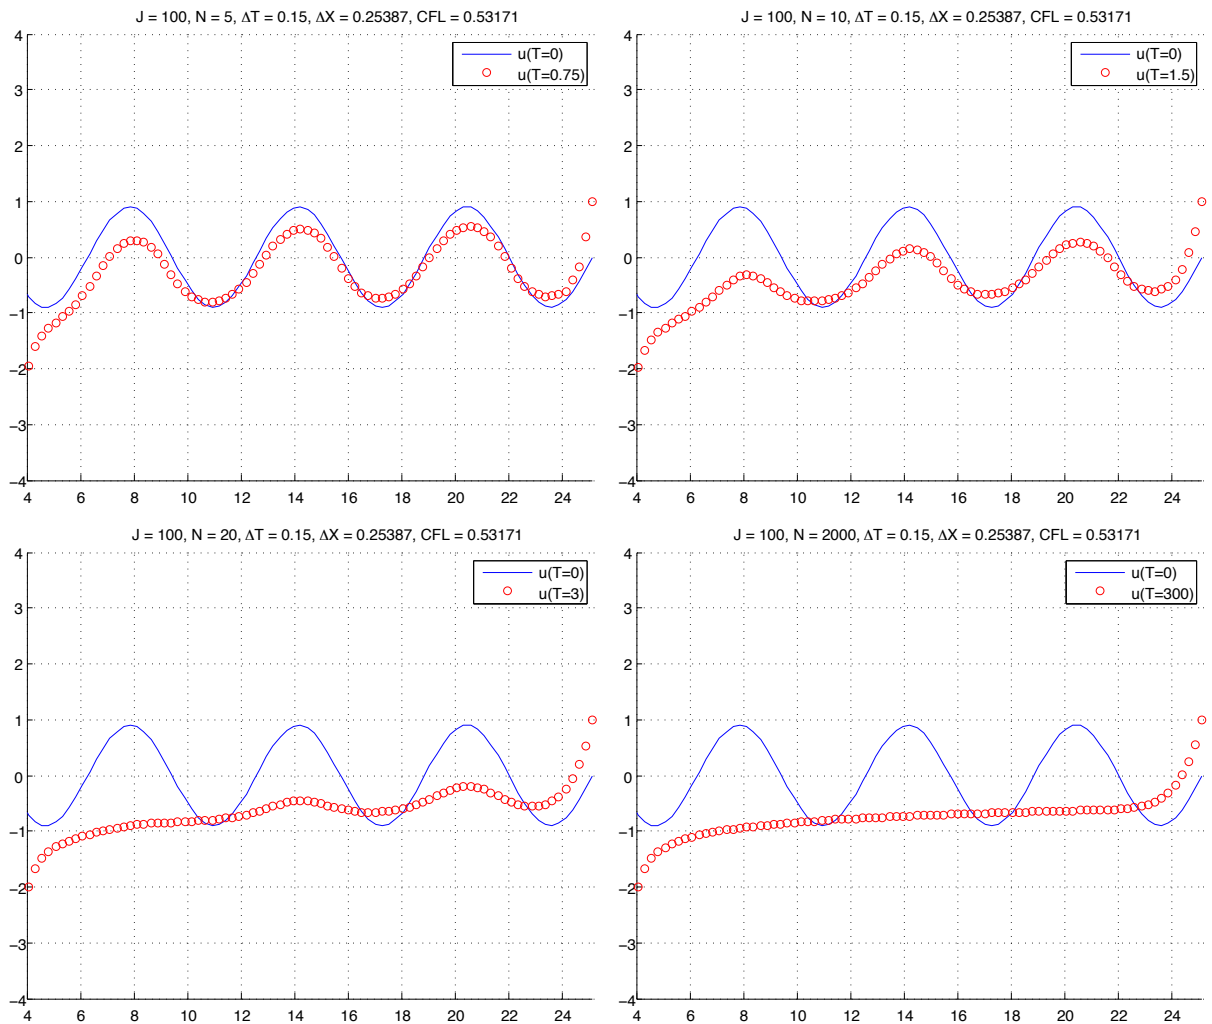 J = 100, N = 5, ΔT = 0.15, ΔX = 0.25387, CFL = 0.53171
4
3
2
1
0
−1
−2
−3
−4
4 6 8 10 12 14 16 18 20 22 24
u(T=0)
u(T=0.75)
J = 100, N = 10, ΔT = 0.15, ΔX = 0.25387, CFL = 0.53171
4
3
2
1
0
−1
−2
−3
−4
4 6 8 10 12 14 16 18 20 22 24
u(T=0)
u(T=1.5)
J = 100, N = 20, ΔT = 0.15, ΔX = 0.25387, CFL = 0.53171
4
3
2
1
0
−1
−2
−3
−4
4 6 8 10 12 14 16 18 20 22 24
u(T=0)
u(T=3)
J = 100, N = 2000, ΔT = 0.15, ΔX = 0.25387, CFL = 0.53171
4
3
2
1
0
−1
−2
−3
−4
4 6 8 10 12 14 16 18 20 22 24
u(T=0)
u(T=300)